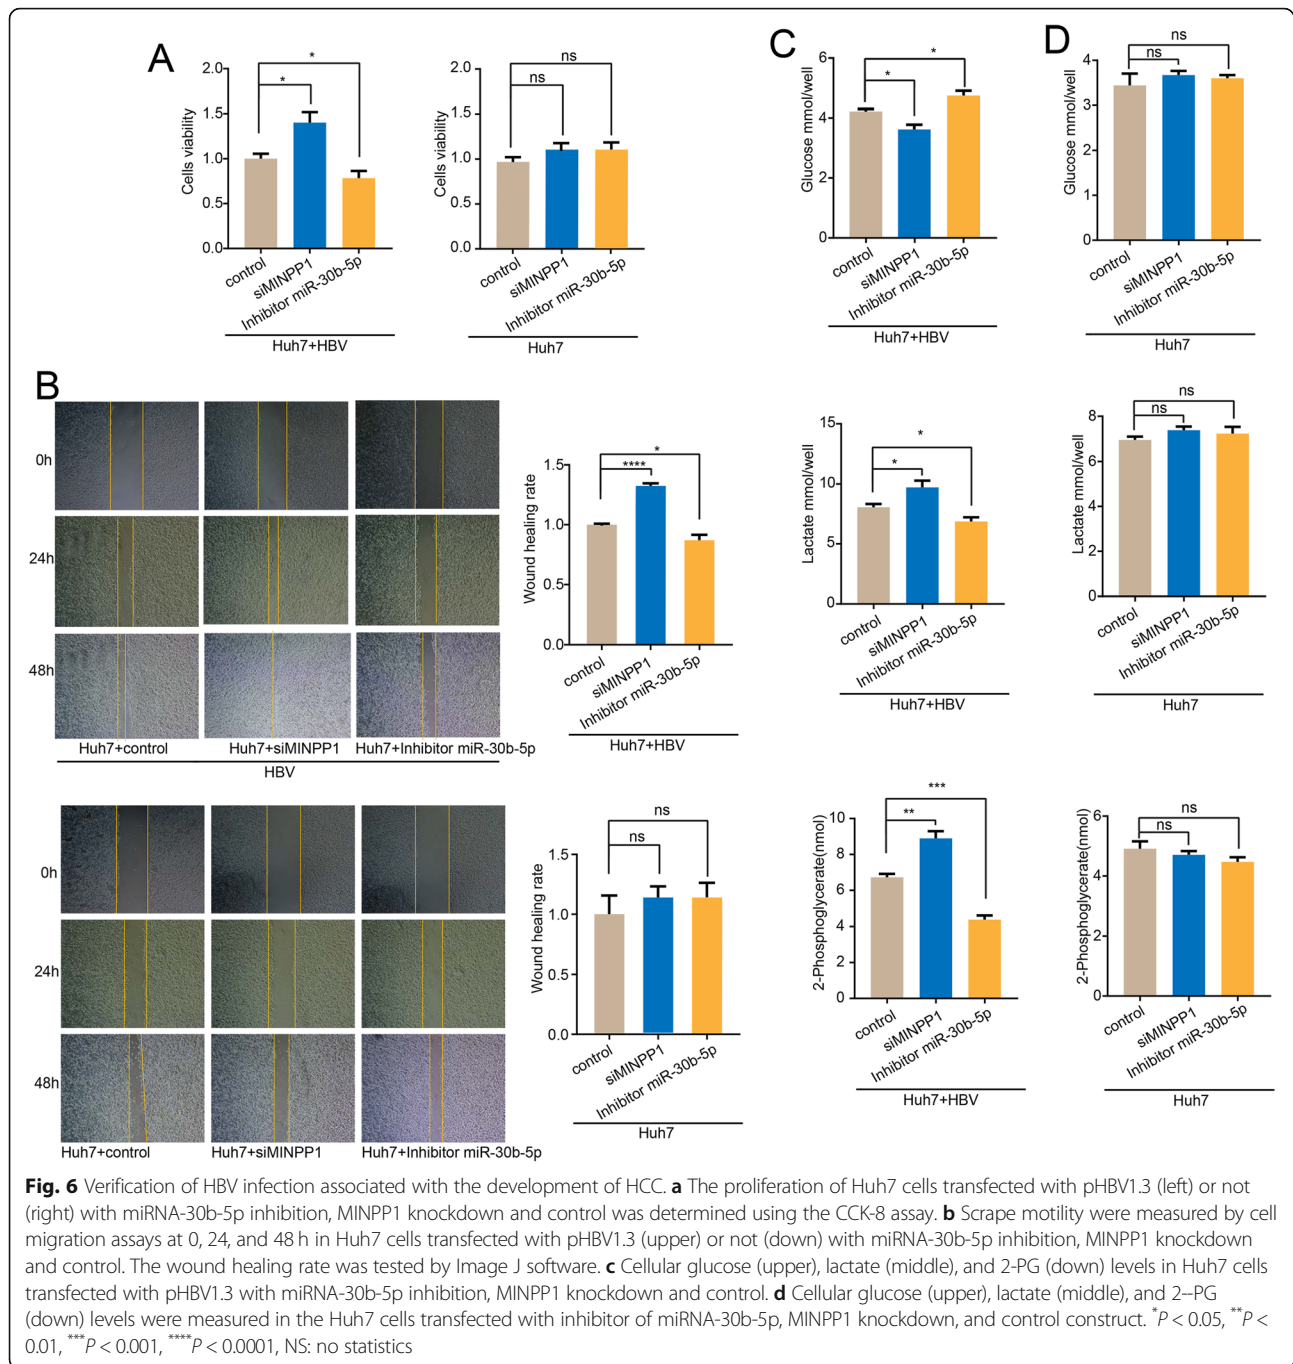 A
Cells viability
2.0
1.5
1.0
0.5
0.0
*
*
control
siMINPP1
Inhibitor miR-30b-5p
Huh7+HBV
Cells viability
2.0
1.5
1.0
0.5
0.0
ns
ns
control
siMINPP1
Inhibitor miR-30b-5p
Huh7
C
Glucose mmol/well
6
4
2
0
*
*
control
siMINPP1
Inhibitor miR-30b-5p
Huh7+HBV
D
Glucose mmol/well
4
3
2
1
0
ns
ns
control
siMINPP1
Inhibitor miR-30b-5p
Huh7
B
0h
24h
48h
Huh7+control
Huh7+siMINPP1
Huh7+Inhibitor miR-30b-5p
HBV
Wound healing rate
1.5
1.0
0.5
0.0
*
****
control
siMINPP1
Inhibitor miR-30b-5p
Huh7+HBV
Lactate mmol/well
15
10
5
0
*
*
control
siMINPP1
Inhibitor miR-30b-5p
Huh7+HBV
Lactate mmol/well
8
6
4
2
0
ns
ns
control
siMINPP1
Inhibitor miR-30b-5p
Huh7
0h
24h
48h
Huh7+control
Huh7+siMINPP1
Huh7+Inhibitor miR-30b-5p
Wound healing rate
1.5
1.0
0.5
0.0
ns
ns
control
siMINPP1
Inhibitor miR-30b-5p
Huh7
2-Phosphoglycerate(nmol)
10
8
6
4
2
0
***
**
control
siMINPP1
Inhibitor miR-30b-5p
Huh7+HBV
2-Phosphoglycerate(nmol)
6
4
2
0
ns
ns
control
siMINPP1
Inhibitor miR-30b-5p
Huh7
Fig. 6 Verification of HBV infection associated with the development of HCC. a The proliferation of Huh7 cells transfected with pHBV1.3 (left) or not
(right) with miRNA-30b-5p inhibition, MINPP1 knockdown and control was determined using the CCK-8 assay. b Scrape motility were measured by cell
migration assays at 0, 24, and 48 h in Huh7 cells transfected with pHBV1.3 (upper) or not (down) with miRNA-30b-5p inhibition, MINPP1 knockdown
and control. The wound healing rate was tested by Image J software. c Cellular glucose (upper), lactate (middle), and 2-PG (down) levels in Huh7 cells
transfected with pHBV1.3 with miRNA-30b-5p inhibition, MINPP1 knockdown and control. d Cellular glucose (upper), lactate (middle), and 2--PG
(down) levels were measured in the Huh7 cells transfected with inhibitor of miRNA-30b-5p, MINPP1 knockdown, and control construct. *P < 0.05, **P <
0.01, ***P < 0.001, ****P < 0.0001, NS: no statistics